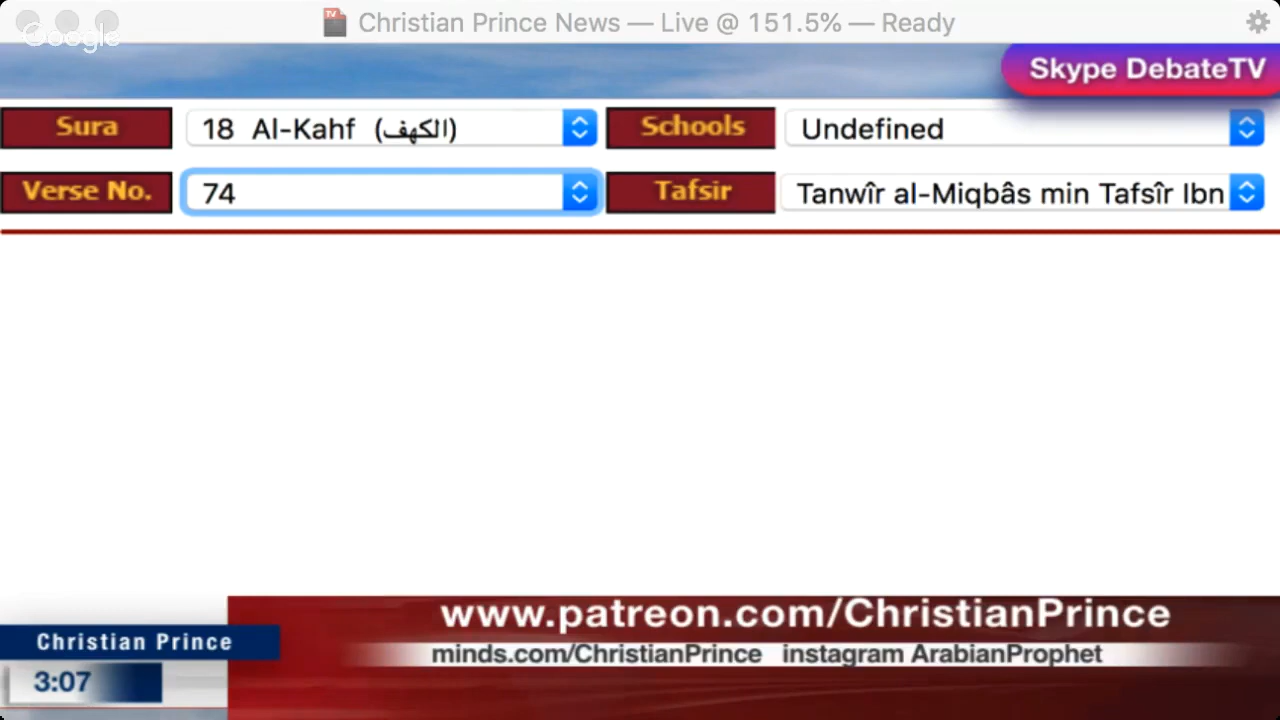 Christian Prince News — Live @ 151.5% — Ready
Google
Skype DebateTV
Sura 18 Al-Kahf (الكهف) Schools Undefined
Verse No. 74 Tafsir Tanwîr al-Miqbâs min Tafsîr Ibn
www.patreon.com/ChristianPrince
Christian Prince
minds.com/ChristianPrince instagram ArabianProphet
3:07